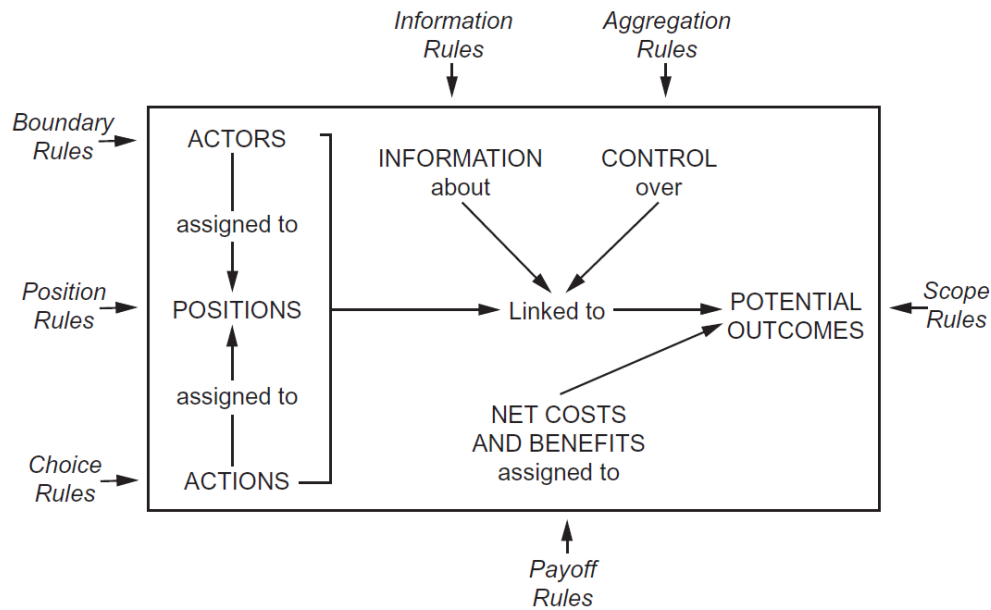 Information
Rules
Aggregation
Rules
Boundary
Rules
ACTORS
INFORMATION
about
CONTROL
over
assigned to
Position
Rules
POSITIONS
Linked to
POTENTIAL
OUTCOMES
Scope
Rules
assigned to
NET COSTS
AND BENEFITS
assigned to
Choice
Rules
ACTIONS
Payoff
Rules